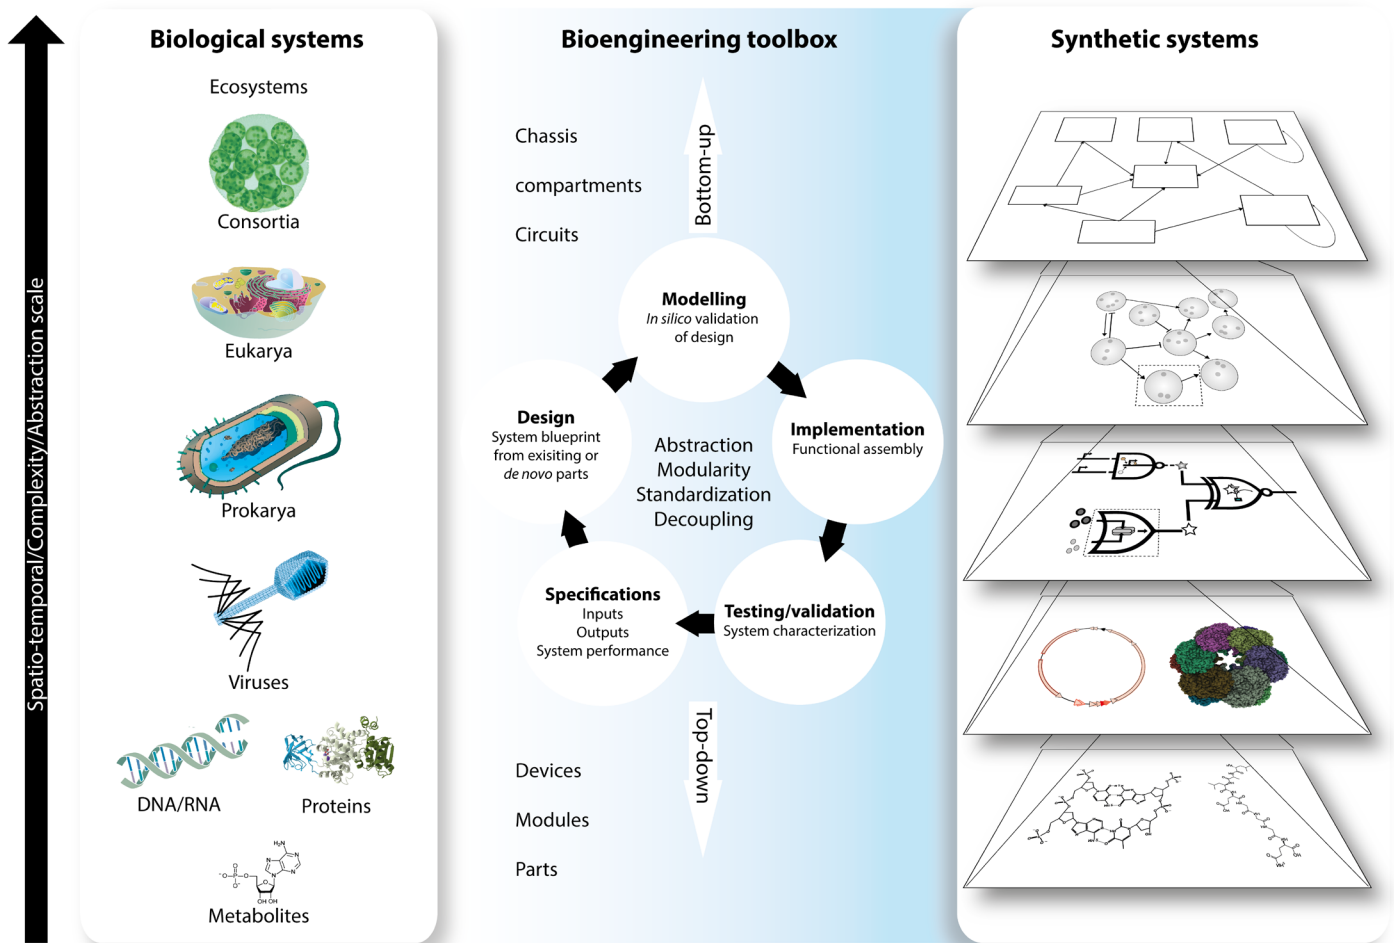 Spatio-temporal/Complexity/Abstraction scale
Biological systems
Ecosystems
Consortia
Eukarya
Prokarya
Viruses
DNA/RNA
Proteins
NH₂
N
N
N
N
O
O⁻
P
O
O⁻
O
OH OH
Metabolites
Bioengineering toolbox
Chassis
compartments
Circuits
Bottom-up
Modelling
In silico validation
of design
Design
System blueprint
from exisiting or
de novo parts
Implementation
Functional assembly
Abstraction
Modularity
Standardization
Decoupling
Specifications
Inputs
Outputs
System performance
Testing/validation
System characterization
Top-down
Devices
Modules
Parts
Synthetic systems